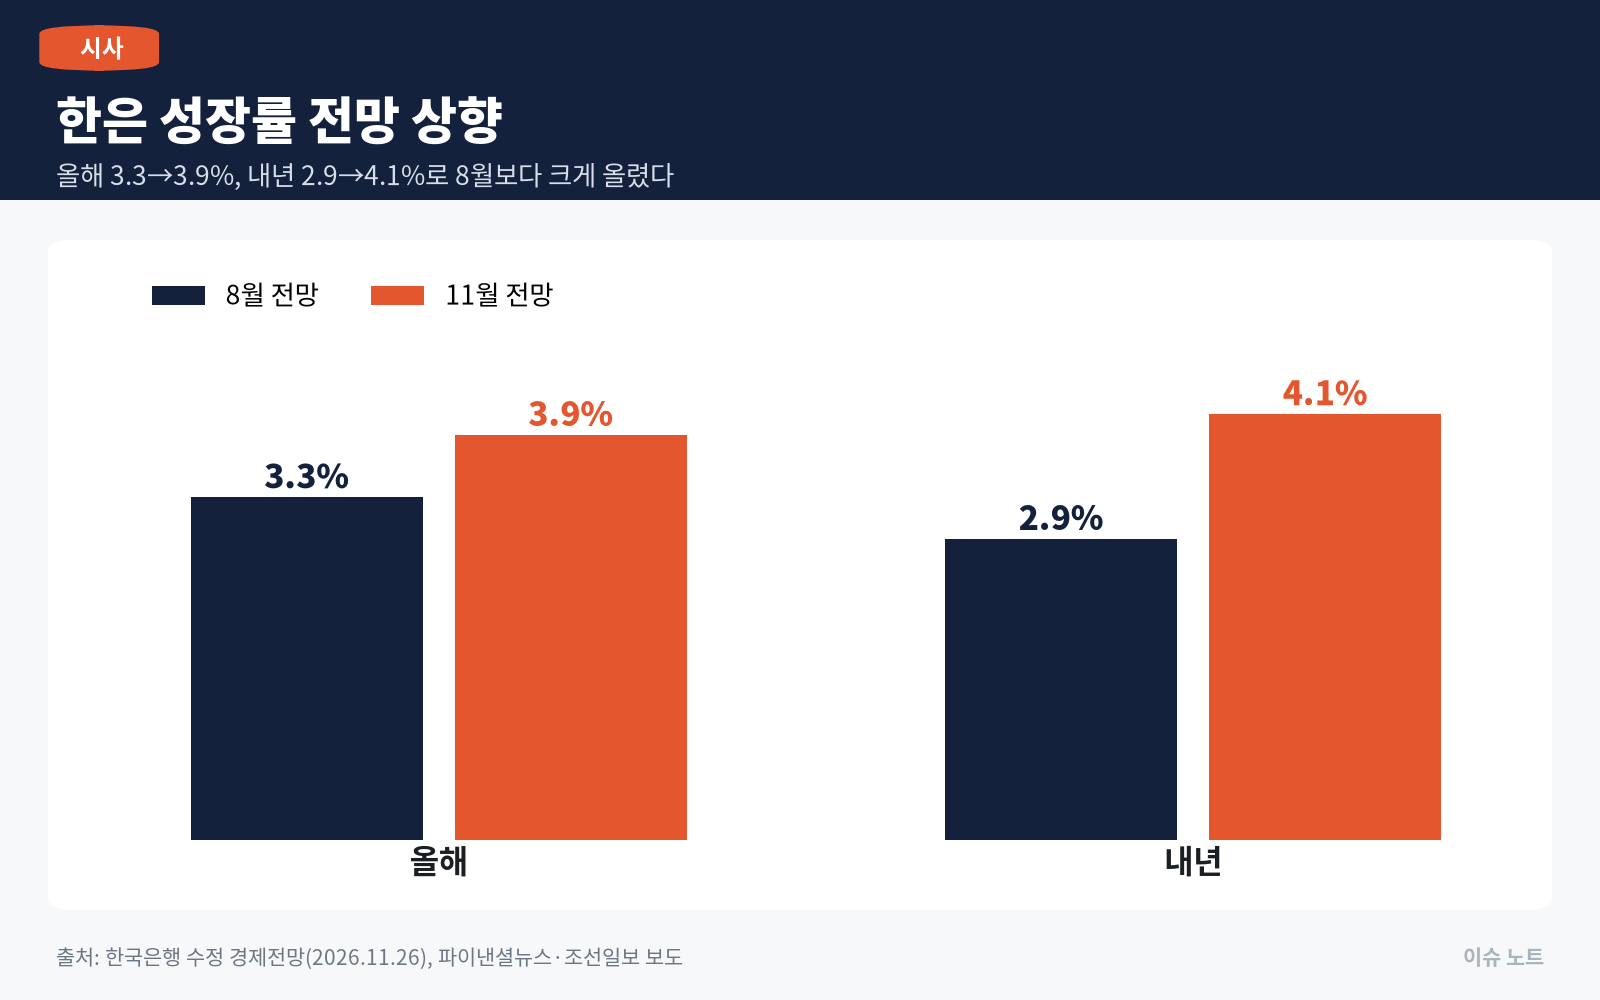 시사
한은 성장률 전망 상향
올해 3.3→3.9%, 내년 2.9→4.1%로 8월보다 크게 올렸다
8월 전망 11월 전망
3.3%
3.9%
2.9%
4.1%
올해
내년
출처: 한국은행 수정 경제전망(2026.11.26), 파이낸셜뉴스·조선일보 보도
이슈 노트